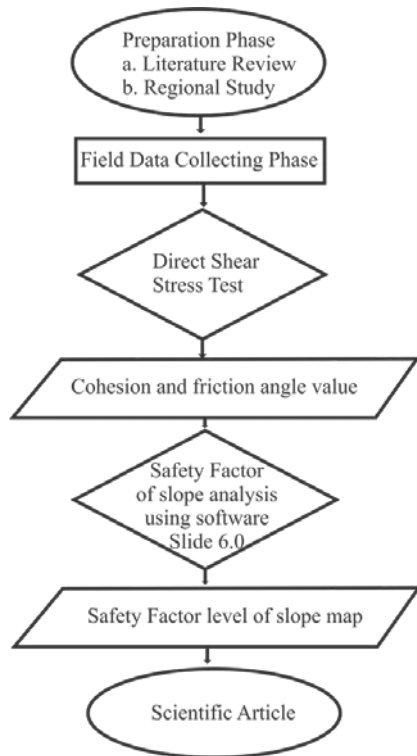 Preparation Phase
a. Literature Review
b. Regional Study
Field Data Collecting Phase
Direct Shear
Stress Test
Cohesion and friction angle value
Safety Factor
of slope analysis
using software
Slide 6.0
Safety Factor level of slope map
Scientific Article